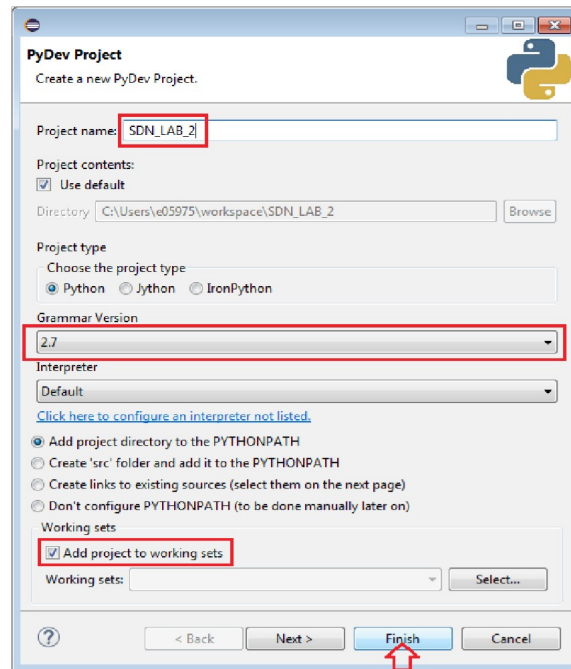 PyDev Project
Create a new PyDev Project.
Project name: SDN_LAB_2
Project contents:
Use default
Directory C:\Users\e05975\workspace\SDN_LAB_2 Browse
Project type
Choose the project type
Python Jython IronPython
Grammar Version
2.7
Interpreter
Default
Click here to configure an interpreter not listed.
Add project directory to the PYTHONPATH
Create 'src' folder and add it to the PYTHONPATH
Create links to existing sources (select them on the next page)
Don't configure PYTHONPATH (to be done manually later on)
Working sets
Add project to working sets
Working sets: Select...
? < Back Next > Finish Cancel